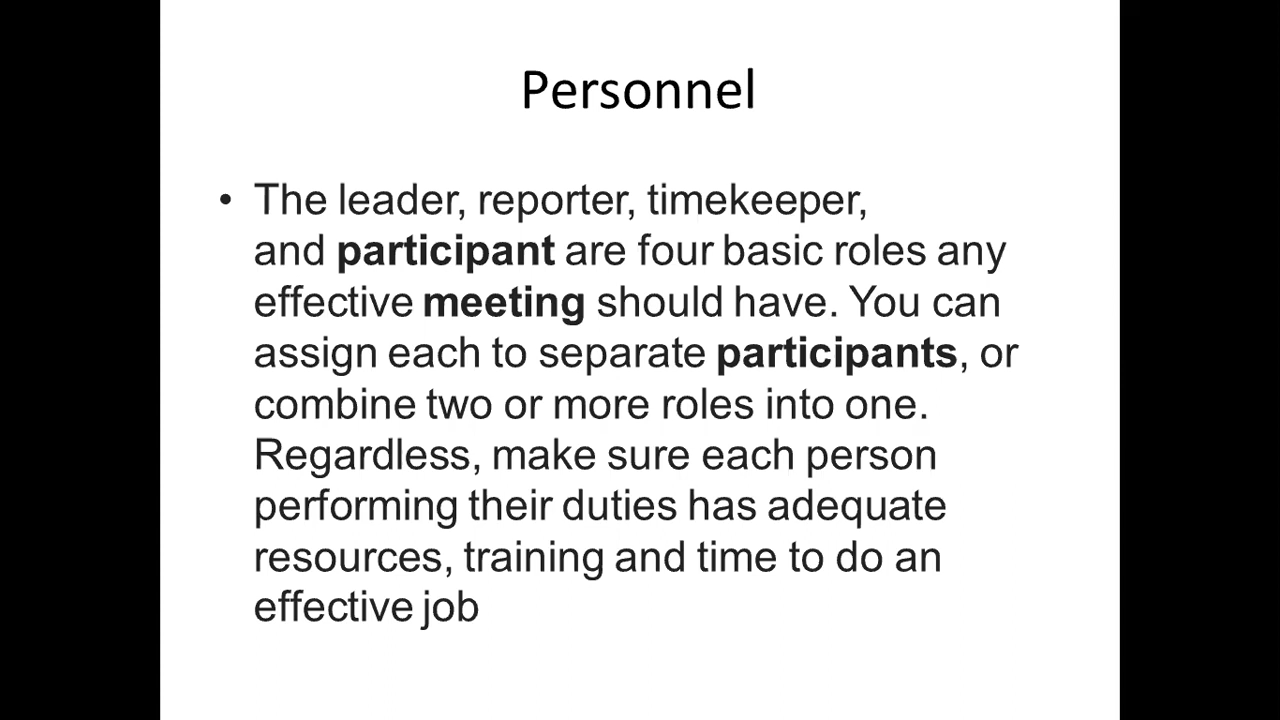 Personnel
• The leader, reporter, timekeeper,
and participant are four basic roles any
effective meeting should have. You can
assign each to separate participants, or
combine two or more roles into one.
Regardless, make sure each person
performing their duties has adequate
resources, training and time to do an
effective job